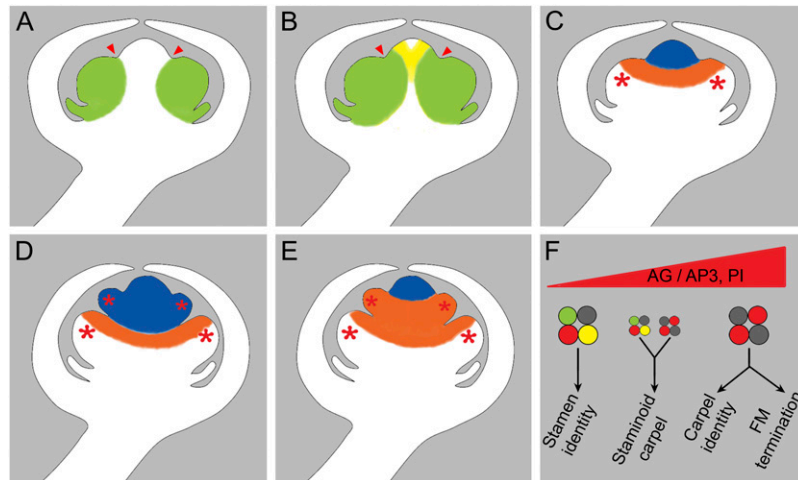 A
B
C
D
E
F
AG / AP3, PI
Stamen
identity
Staminoid
carpel
Carpel
identity
FM
termination